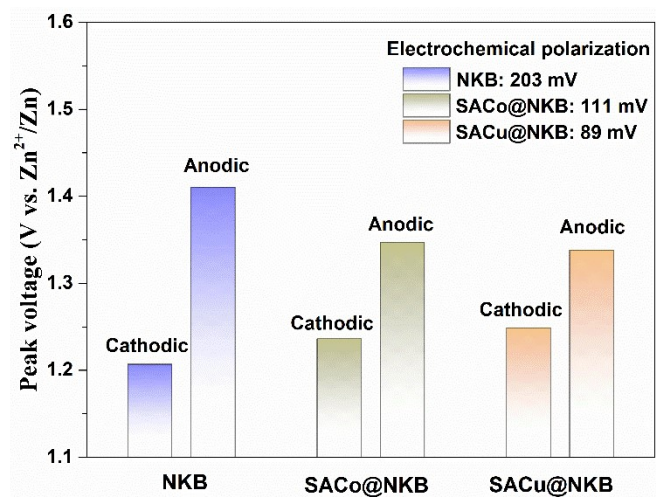 1.6
1.5
1.4
1.3
1.2
1.1
Peak voltage (V vs. Zn²⁺/Zn)
Electrochemical polarization
NKB: 203 mV
SACo@NKB: 111 mV
SACu@NKB: 89 mV
Cathodic
Anodic
Cathodic
Anodic
Cathodic
Anodic
NKB
SACo@NKB
SACu@NKB